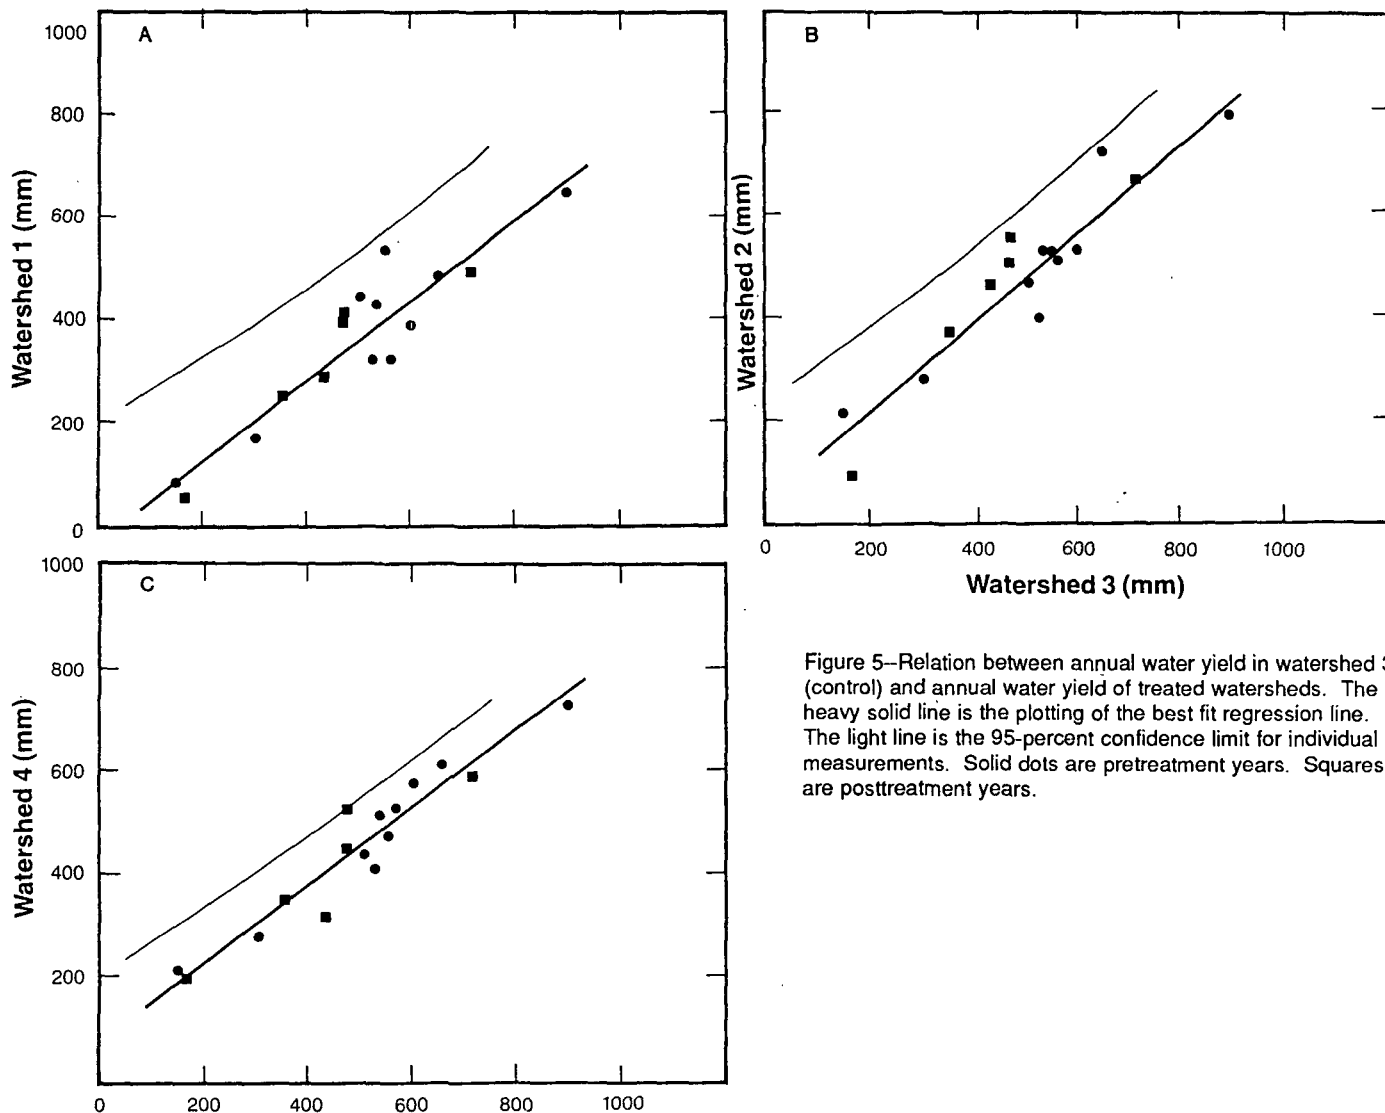 A
1000
800
600
400
200
0
Watershed 1 (mm)
B
Watershed 2 (mm)
0 200 400 600 800 1000
Watershed 3 (mm)
C
1000
800
600
400
200
Watershed 4 (mm)
0 200 400 600 800 1000
Figure 5--Relation between annual water yield in watershed 3
(control) and annual water yield of treated watersheds. The
heavy solid line is the plotting of the best fit regression line.
The light line is the 95-percent confidence limit for individual
measurements. Solid dots are pretreatment years. Squares
are posttreatment years.